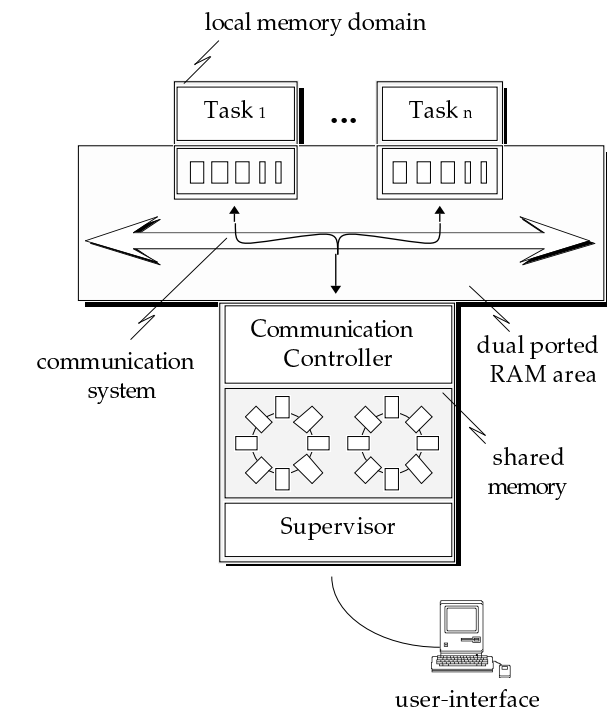 local memory domain
Task 1
...
Task n
Communication
Controller
communication
system
dual ported
RAM area
shared
memory
Supervisor
user-interface